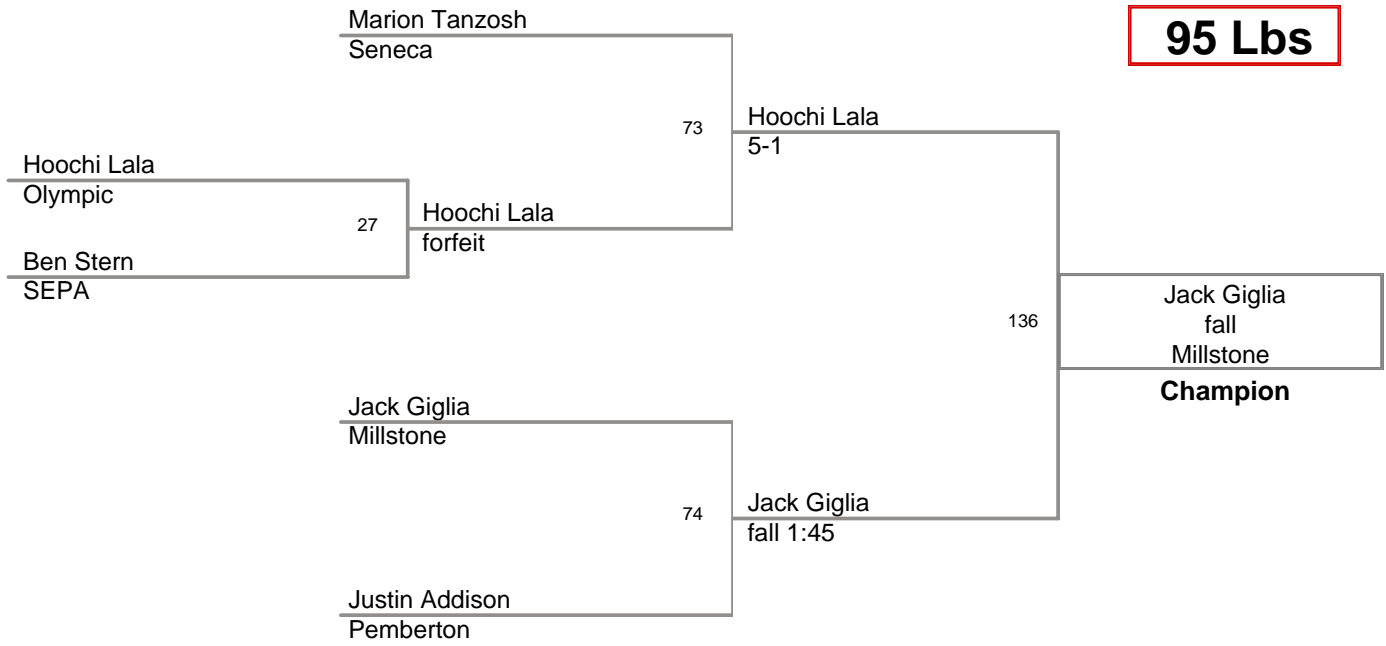 Marion Tanzosh
Seneca
95 Lbs
73
Hoochi Lala
5-1
Hoochi Lala
Olympic
27
Hoochi Lala
forfeit
Ben Stern
SEPA
136
Jack Giglia
fall
Millstone
Champion
Jack Giglia
Millstone
74
Jack Giglia
fall 1:45
Justin Addison
Pemberton